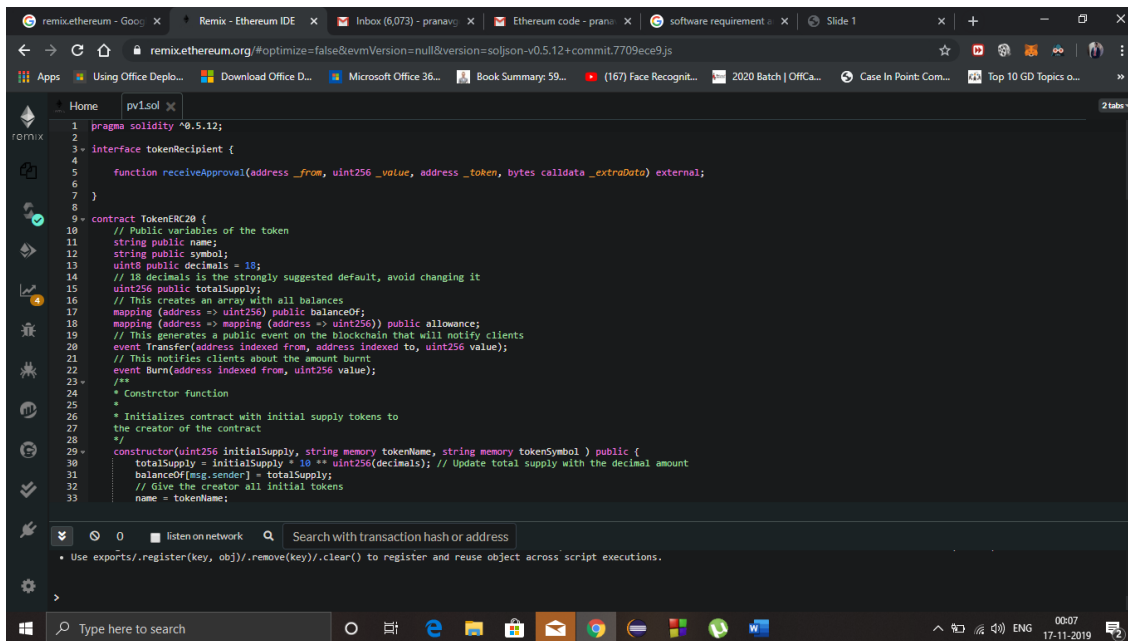 remix.ethereum - Goog
Remix - Ethereum IDE
Inbox (6,073) - pranavg
Ethereum code - prana
software requirement a
Slide 1
remix.ethereum.org/#optimize=false&evmVersion=null&version=soljson-v0.5.12+commit.7709ece9.js
Apps
Using Office Deplo...
Download Office D...
Microsoft Office 36...
Book Summary: 59...
(167) Face Recognit...
2020 Batch | OffCa...
Case In Point: Com...
Top 10 GD Topics o...
»
remix
Home
pv1.sol
2 tabs
1 pragma solidity ^0.5.12;
2
3 interface tokenRecipient {
4
5 function receiveApproval(address _from, uint256 _value, address _token, bytes calldata _extraData) external;
6
7 }
8
9 contract TokenERC20 {
10 // Public variables of the token
11 string public name;
12 string public symbol;
13 uint8 public decimals = 18;
14 // 18 decimals is the strongly suggested default, avoid changing it
15 uint256 public totalSupply;
16 // This creates an array with all balances
17 mapping (address => uint256) public balanceOf;
18 mapping (address => mapping (address => uint256)) public allowance;
19 // This generates a public event on the blockchain that will notify clients
20 event Transfer(address indexed from, address indexed to, uint256 value);
21 // This notifies clients about the amount burnt
22 event Burn(address indexed from, uint256 value);
23 /**
24 * Constrctor function
25 *
26 * Initializes contract with initial supply tokens to
27 the creator of the contract
28 */
29 constructor(uint256 initialSupply, string memory tokenName, string memory tokenSymbol ) public {
30 totalSupply = initialSupply * 10 ** uint256(decimals); // Update total supply with the decimal amount
31 balanceOf[msg.sender] = totalSupply;
32 // Give the creator all initial tokens
33 name = tokenName;
4
0
listen on network
Search with transaction hash or address
• Use exports/.register(key, obj)/.remove(key)/.clear() to register and reuse object across script executions.
>
Type here to search
ENG
00:07
17-11-2019
2